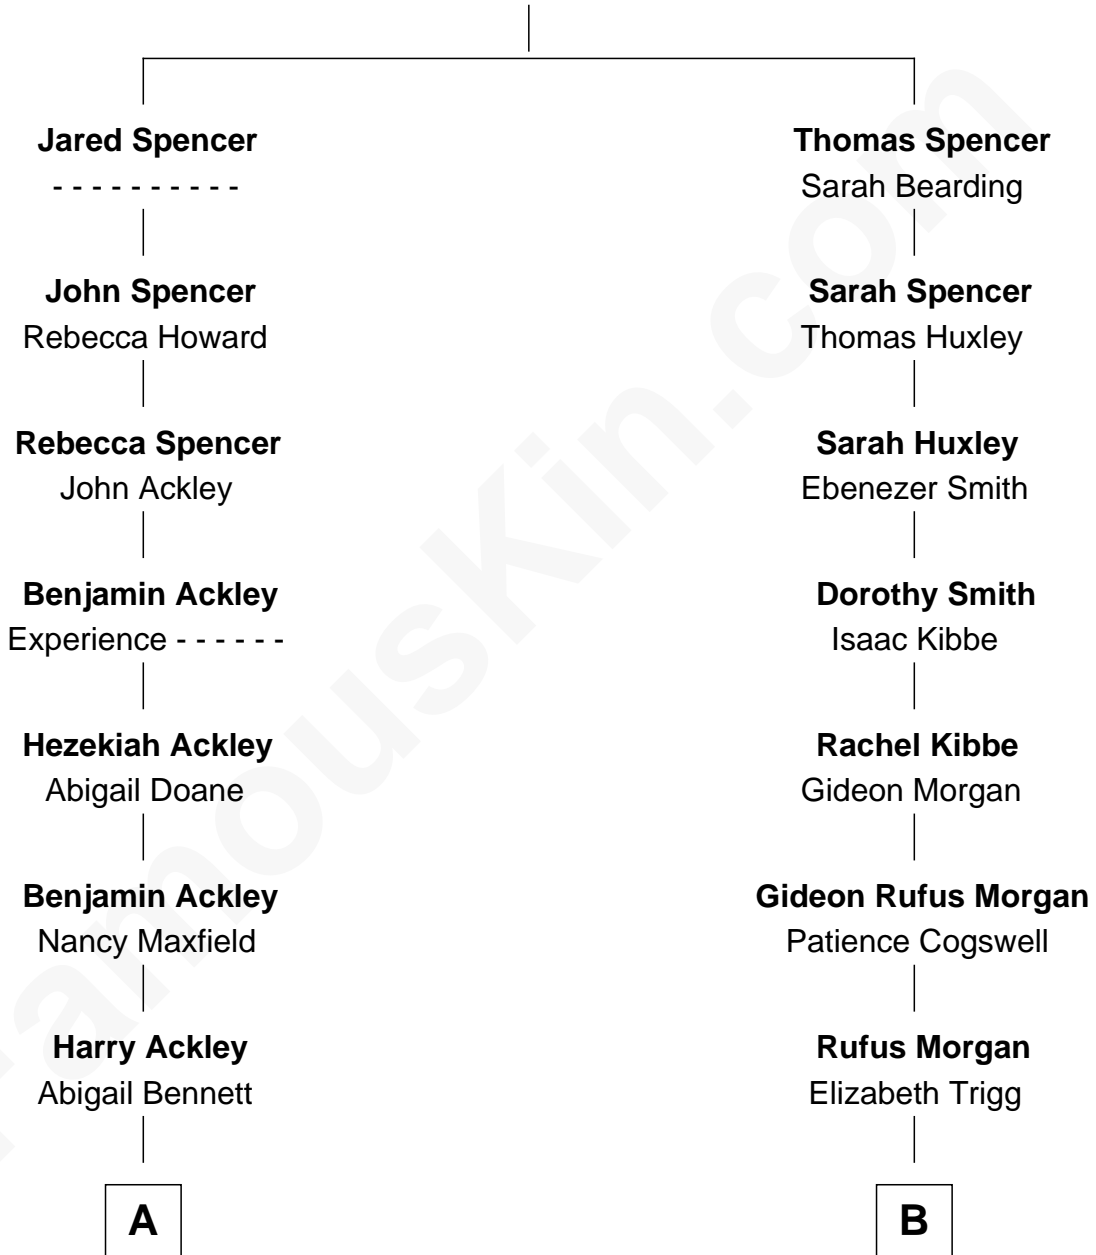 Jared Spencer
- - - - - - - - - -
John Spencer
Rebecca Howard
Rebecca Spencer
John Ackley
Benjamin Ackley
Experience - - - - - -
Hezekiah Ackley
Abigail Doane
Benjamin Ackley
Nancy Maxfield
Harry Ackley
Abigail Bennett
A
Thomas Spencer
Sarah Bearding
Sarah Spencer
Thomas Huxley
Sarah Huxley
Ebenezer Smith
Dorothy Smith
Isaac Kibbe
Rachel Kibbe
Gideon Morgan
Gideon Rufus Morgan
Patience Cogswell
Rufus Morgan
Elizabeth Trigg
B
FamousKin.com